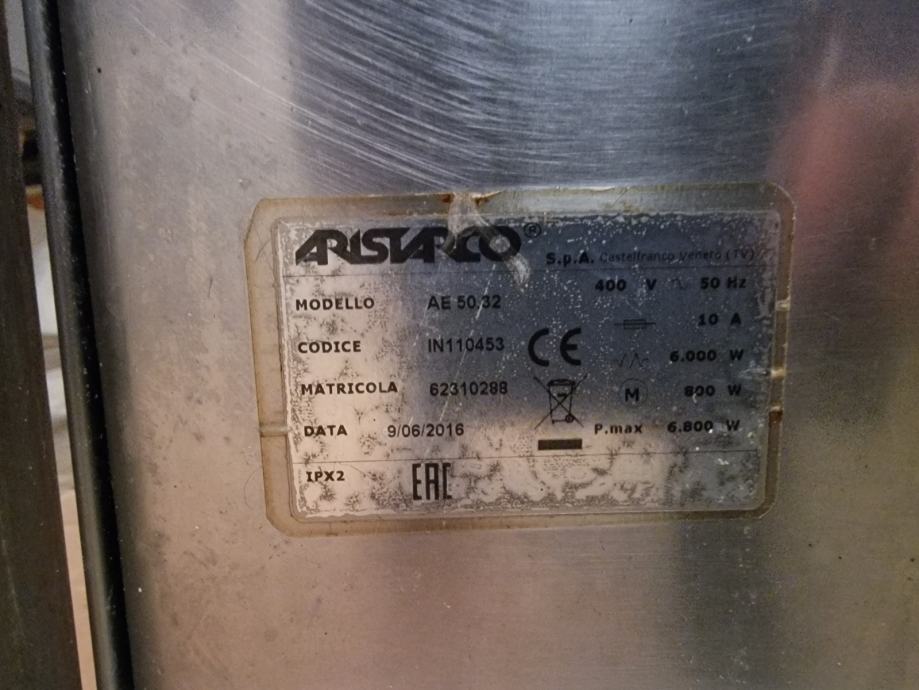 ARISTARCO® S.p.A. Castelfranco Veneto (TV)
400 V 50 Hz
MODELLO AE 50.32
10 A
CODICE IN110453 CE 6.000 W
MATRICOLA 62310288 M 800 W
DATA 9/06/2016 P.max 6.800 W
IPX2 EAC